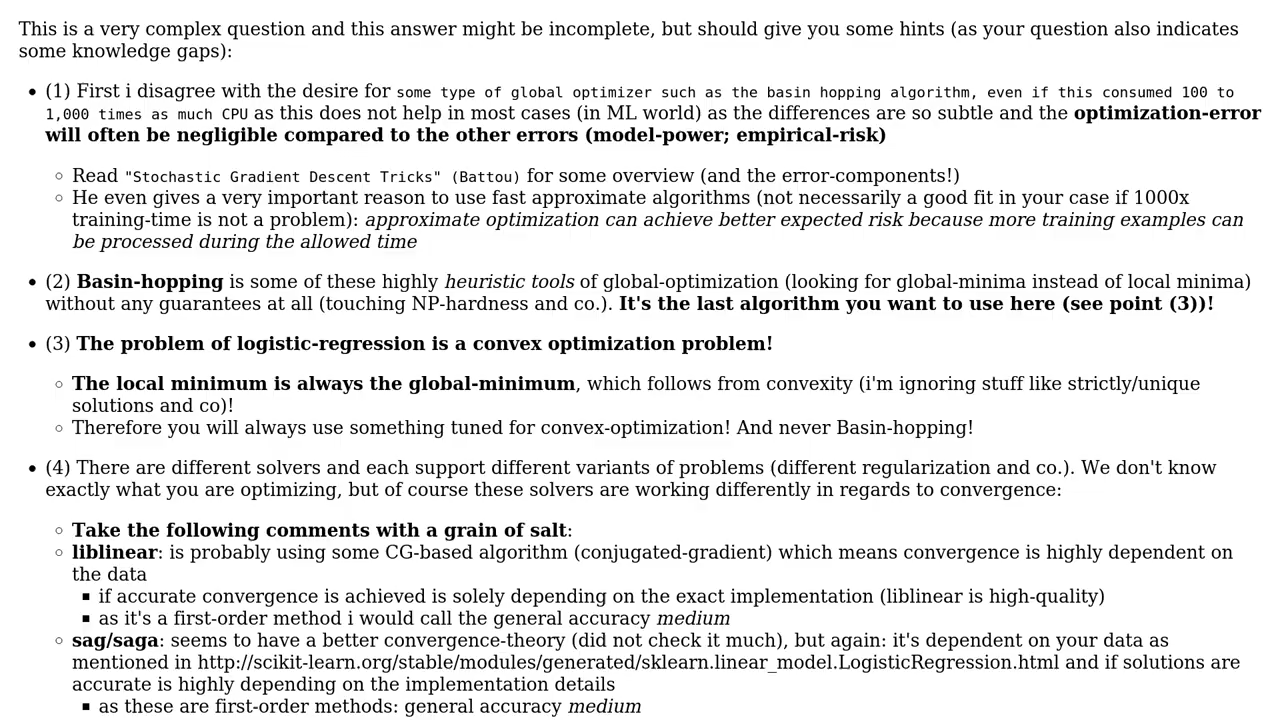 This is a very complex question and this answer might be incomplete, but should give you some hints (as your question also indicates
some knowledge gaps):
• (1) First i disagree with the desire for some type of global optimizer such as the basin hopping algorithm, even if this consumed 100 to
1,000 times as much CPU as this does not help in most cases (in ML world) as the differences are so subtle and the optimization-error
will often be negligible compared to the other errors (model-power; empirical-risk)
◦ Read "Stochastic Gradient Descent Tricks" (Battou) for some overview (and the error-components!)
◦ He even gives a very important reason to use fast approximate algorithms (not necessarily a good fit in your case if 1000x
training-time is not a problem): approximate optimization can achieve better expected risk because more training examples can
be processed during the allowed time
• (2) Basin-hopping is some of these highly heuristic tools of global-optimization (looking for global-minima instead of local minima)
without any guarantees at all (touching NP-hardness and co.). It's the last algorithm you want to use here (see point (3))!
• (3) The problem of logistic-regression is a convex optimization problem!
◦ The local minimum is always the global-minimum, which follows from convexity (i'm ignoring stuff like strictly/unique
solutions and co)!
◦ Therefore you will always use something tuned for convex-optimization! And never Basin-hopping!
• (4) There are different solvers and each support different variants of problems (different regularization and co.). We don't know
exactly what you are optimizing, but of course these solvers are working differently in regards to convergence:
◦ Take the following comments with a grain of salt:
◦ liblinear: is probably using some CG-based algorithm (conjugated-gradient) which means convergence is highly dependent on
the data
▪ if accurate convergence is achieved is solely depending on the exact implementation (liblinear is high-quality)
▪ as it's a first-order method i would call the general accuracy medium
◦ sag/saga: seems to have a better convergence-theory (did not check it much), but again: it's dependent on your data as
mentioned in http://scikit-learn.org/stable/modules/generated/sklearn.linear_model.LogisticRegression.html and if solutions are
accurate is highly depending on the implementation details
▪ as these are first-order methods: general accuracy medium